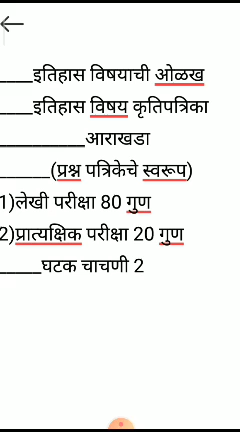 ____इतिहास विषयाची ओळख
____इतिहास विषय कृतिपत्रिका
__________आराखडा
______(प्रश्न पत्रिकेचे स्वरूप)
1)लेखी परीक्षा 80 गुण
2)प्रात्यक्षिक परीक्षा 20 गुण
_____घटक चाचणी 2